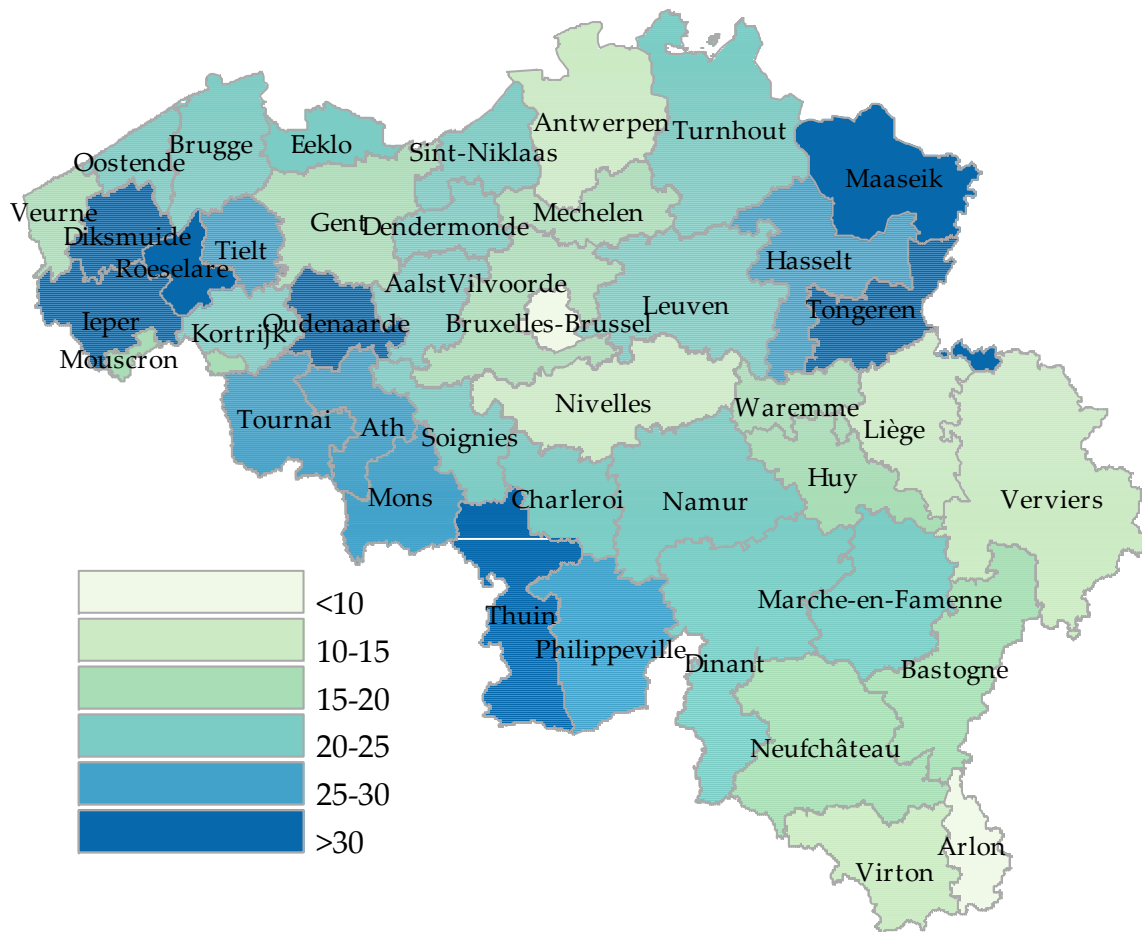 Antwerpen
Turnhout
Brugge
Eeklo
Sint-Niklaas
Oostende
Maaseik
Veurne
Gent
Dendermonde
Mechelen
Diksmuide
Tielt
Roeselare
Hasselt
Aalst
Vilvoorde
Leuven
Tongeren
Ieper
Kortrijk
Oudenaarde
Bruxelles-Brussel
Mouscron
Nivelles
Waremme
Tournai
Ath
Soignies
Liège
Mons
Charleroi
Namur
Huy
Verviers
Thuin
Marche-en-Famenne
Philippeville
Dinant
Bastogne
Neufchâteau
Arlon
Virton
<10
10-15
15-20
20-25
25-30
>30